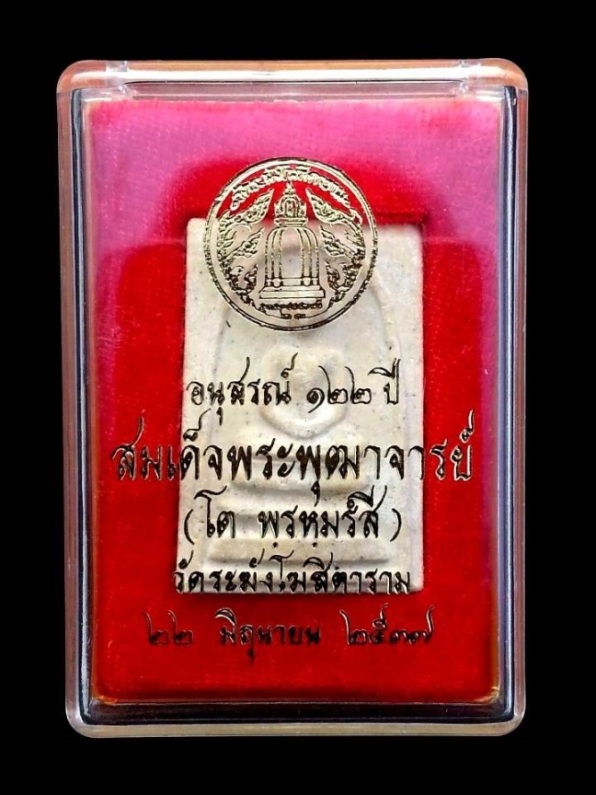 อนุสรณ์ ๑๒๒ ปี
สมเด็จพระพุฒาจารย์
(โต พฺรหฺมรํสี)
วัดระฆังโฆสิตาราม
๒๒ มิถุนายน ๒๕๓๗